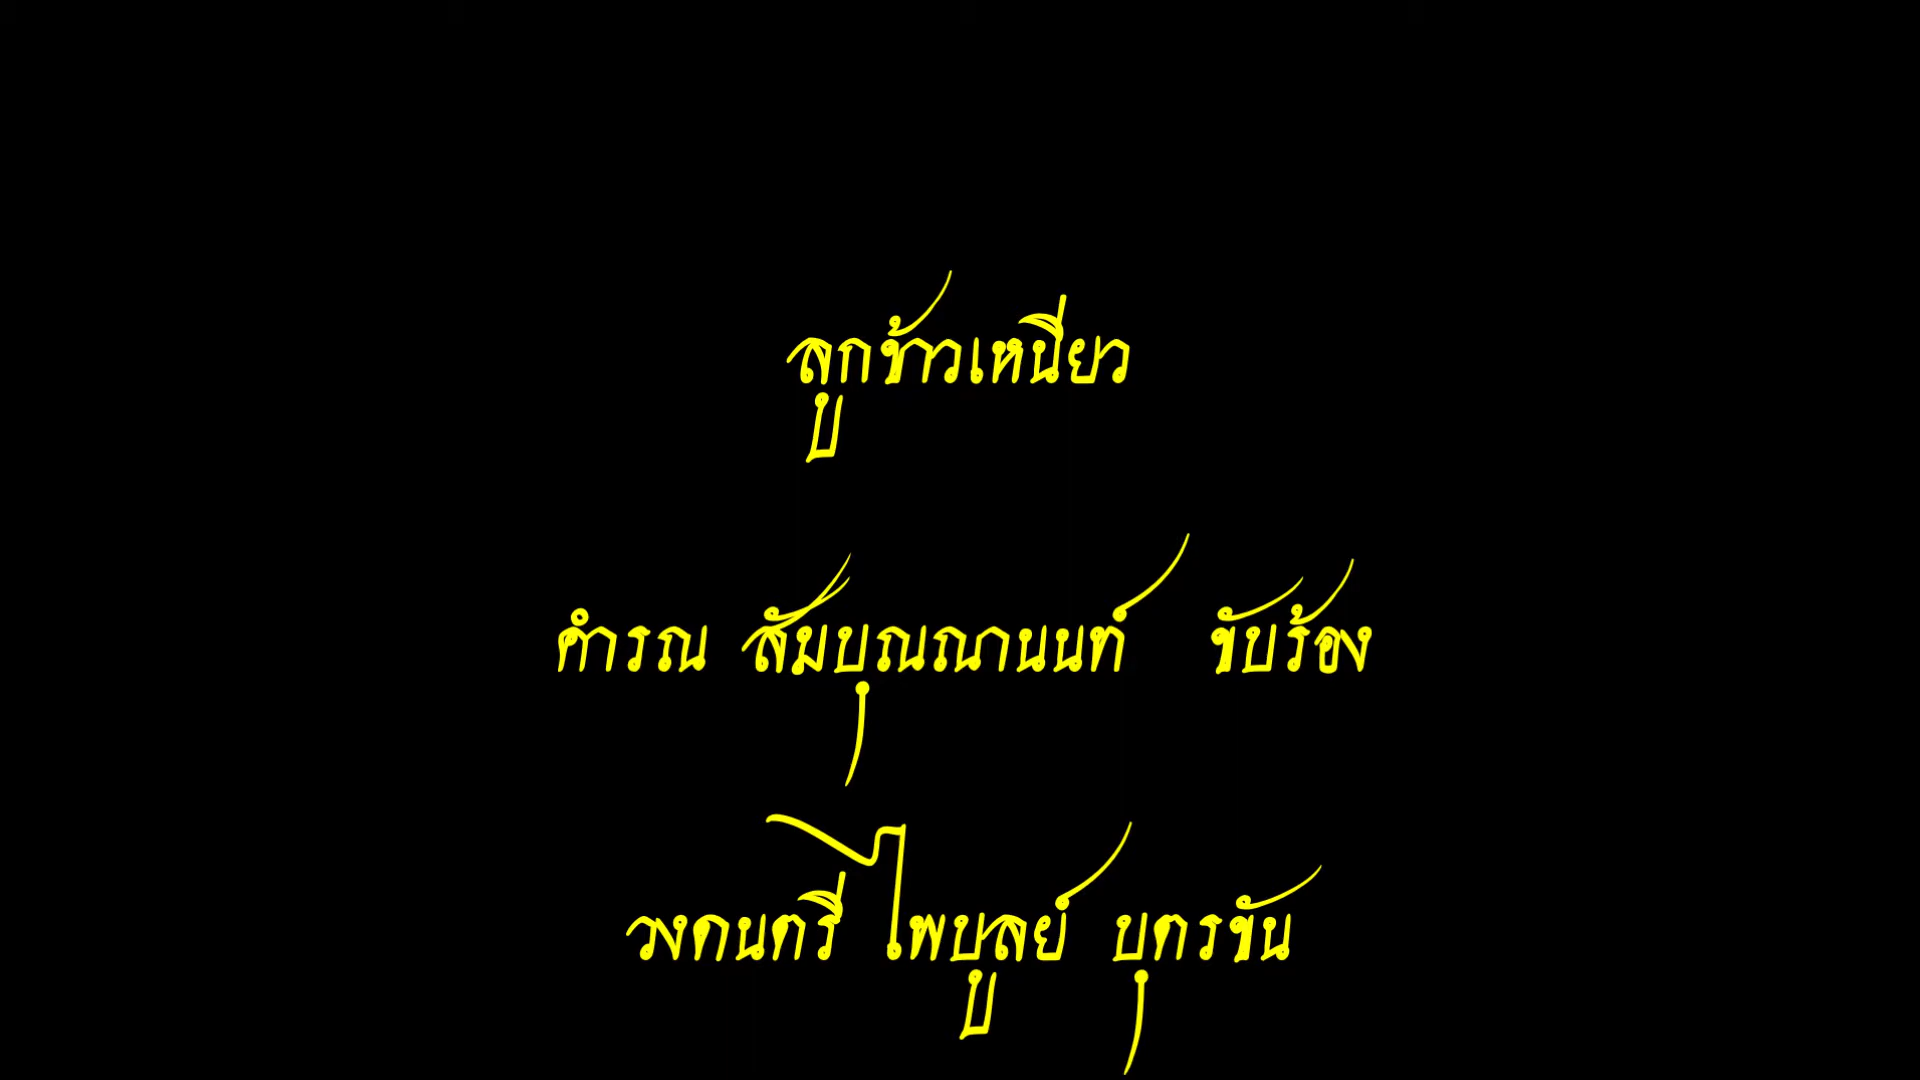 ลูกข้าวเหนียว
คำรณ สัมบุณณานนท์ ขับร้อง
วงดนตรี ไพบูลย์ บุตรขัน